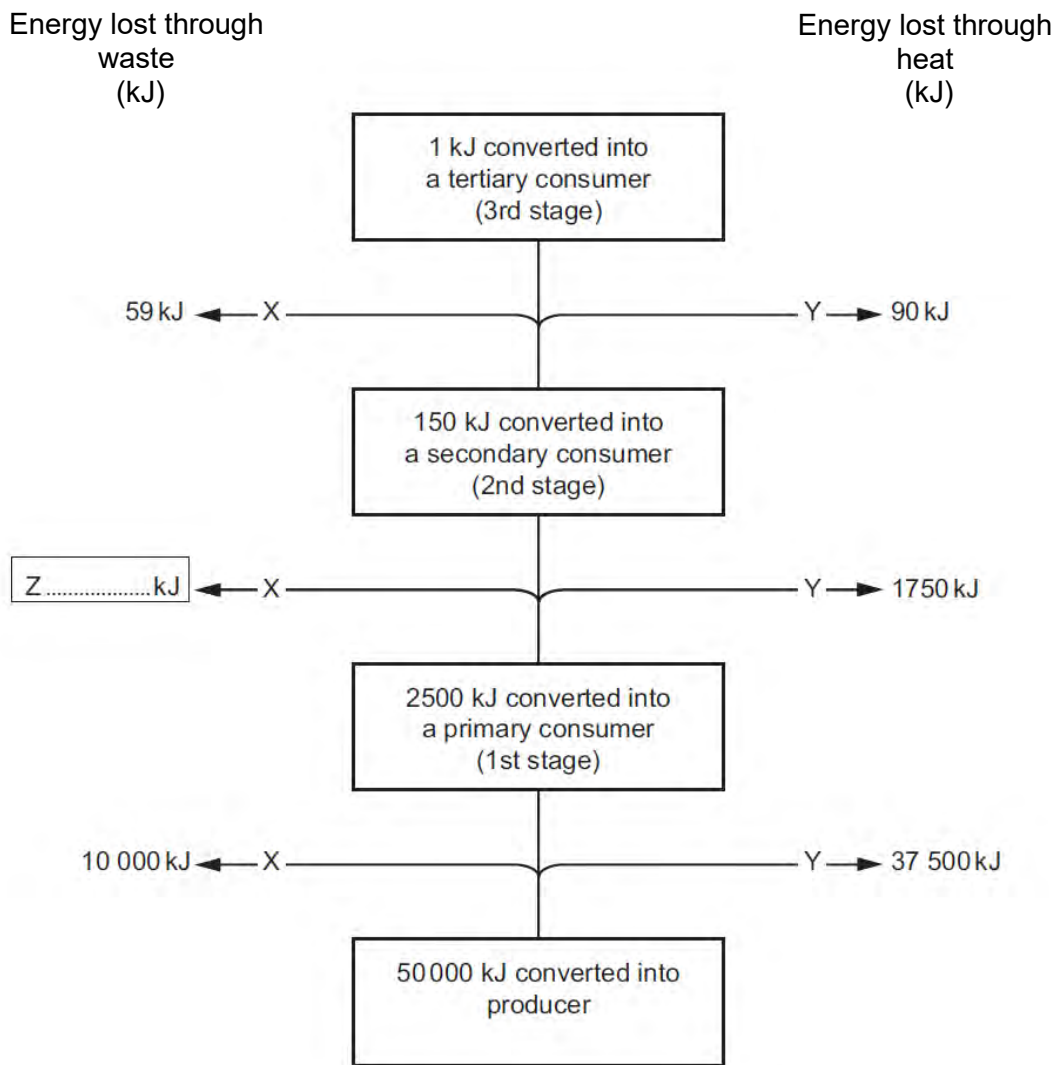 Energy lost through
waste
(kJ)
Energy lost through
heat
(kJ)
1 kJ converted into
a tertiary consumer
(3rd stage)
59 kJ X Y 90 kJ
150 kJ converted into
a secondary consumer
(2nd stage)
Z ................... kJ X Y 1750 kJ
2500 kJ converted into
a primary consumer
(1st stage)
10 000 kJ X Y 37 500 kJ
50 000 kJ converted into
producer